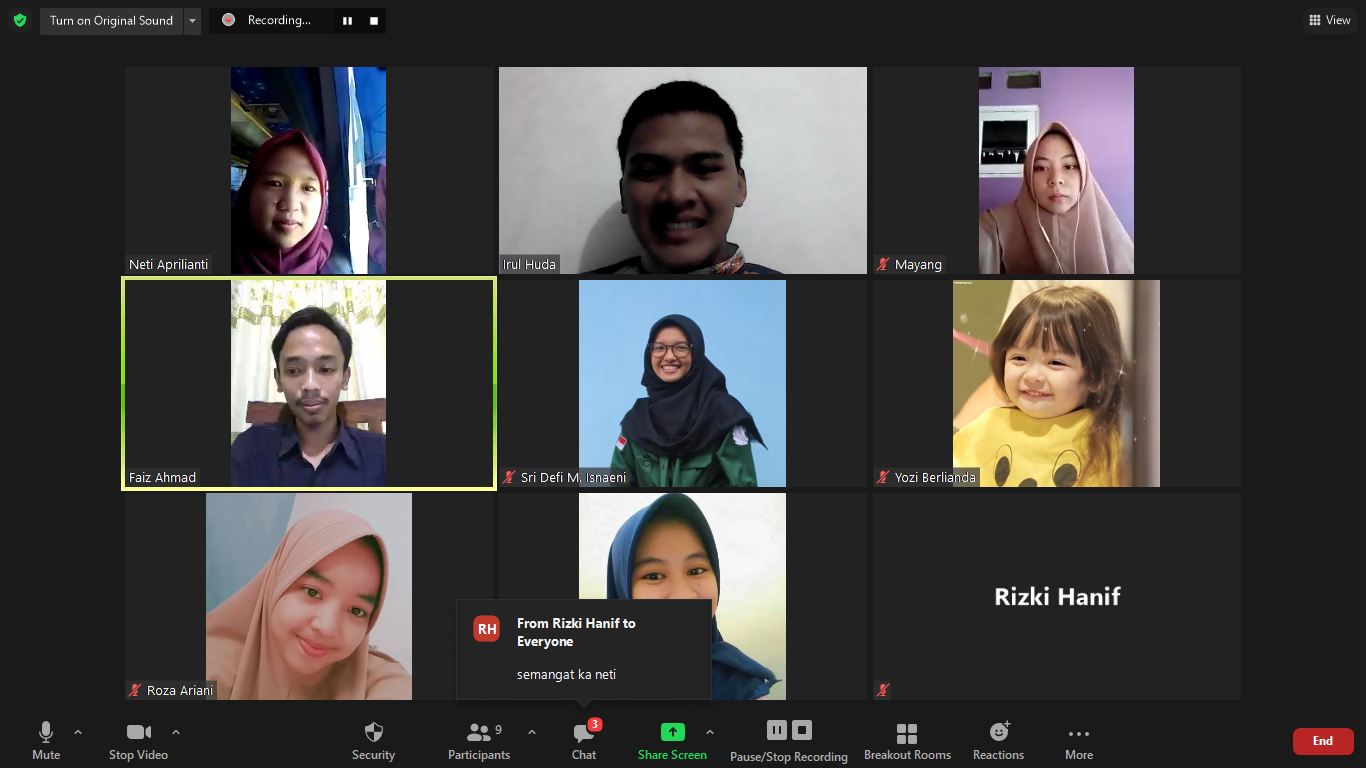 Turn on Original Sound
Recording...
View
Neti Aprilianti
Irul Huda
Mayang
Faiz Ahmad
Sri Defi M. Isnaeni
Yozi Berlianda
Roza Ariani
Rizki Hanif
RH
From Rizki Hanif to
Everyone
semangat ka neti
Mute
Stop Video
Security
Participants
9
Chat
3
Share Screen
Pause/Stop Recording
Breakout Rooms
Reactions
More
End